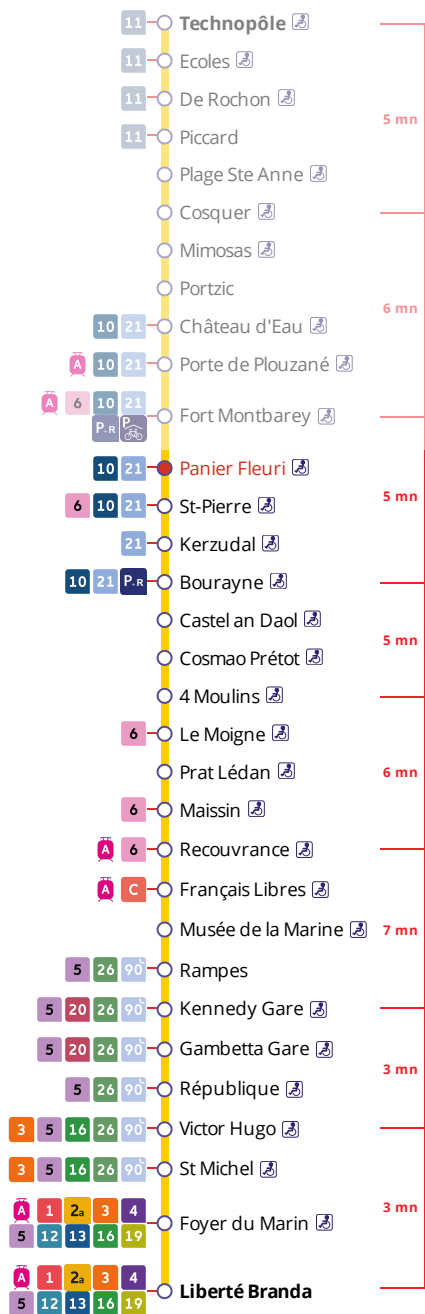 11 Technopôle
11 Ecoles
11 De Rochon
11 Piccard
5 mn
Plage Ste Anne
Cosquer
Mimosas
Portzic
6 mn
10 21 Château d'Eau
A 10 21 Porte de Plouzané
A 6 10 21
P+R P
Fort Montbarey
10 21 Panier Fleuri
5 mn
6 10 21 St-Pierre
21 Kerzudal
10 21 P+R Bourayne
Castel an Daol
5 mn
Cosmao Prétot
4 Moulins
6 Le Moigne
Prat Lédan
6 mn
6 Maissin
A 6 Recouvrance
A C Français Libres
Musée de la Marine
7 mn
5 26 90 Rampes
5 20 26 90 Kennedy Gare
5 20 26 90 Gambetta Gare
3 mn
5 26 90 République
3 5 16 26 90 Victor Hugo
3 5 16 26 90 St Michel
3 mn
A 1 2a 3 4
5 12 13 16 19
Foyer du Marin
A 1 2a 3 4
5 12 13 16 19
Liberté Branda